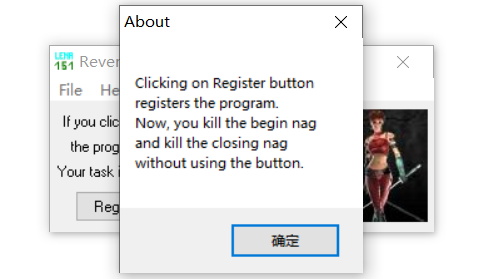 About
LENA
151
Rever
File He
Clicking on Register button
registers the program.
Now, you kill the begin nag
and kill the closing nag
without using the button.
If you clic
the prog
Your task i
Reg
确定